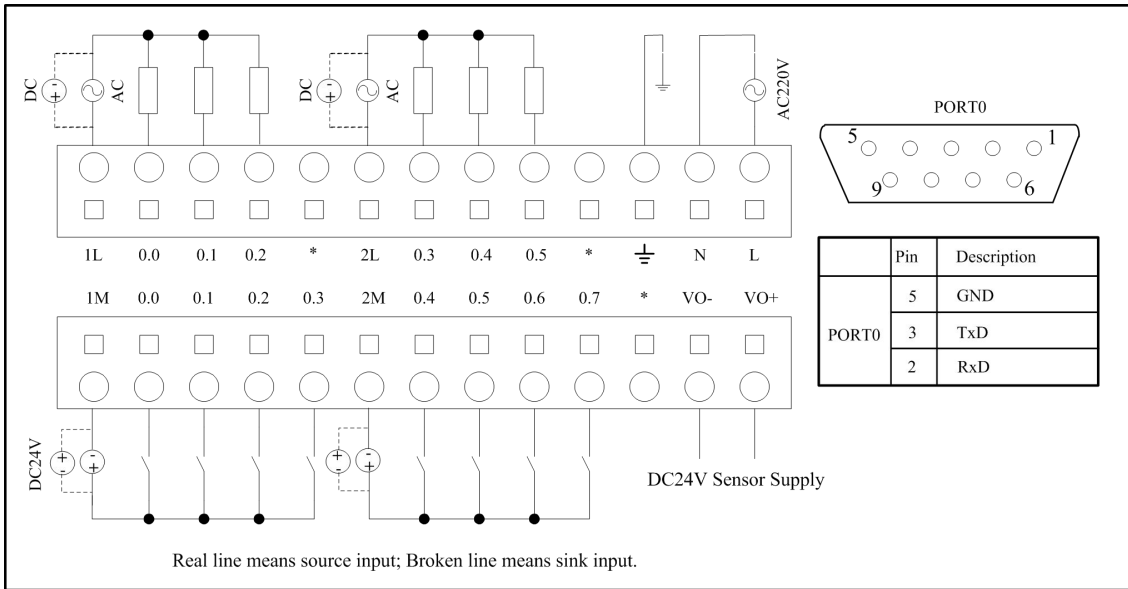 DC AC DC AC AC220V
PORT0
5 1
9 6
1L 0.0 0.1 0.2 * 2L 0.3 0.4 0.5 * N L
1M 0.0 0.1 0.2 0.3 2M 0.4 0.5 0.6 0.7 * VO- VO+
Pin Description
PORT0
5 GND
3 TxD
2 RxD
DC24V
DC24V Sensor Supply
Real line means source input; Broken line means sink input.